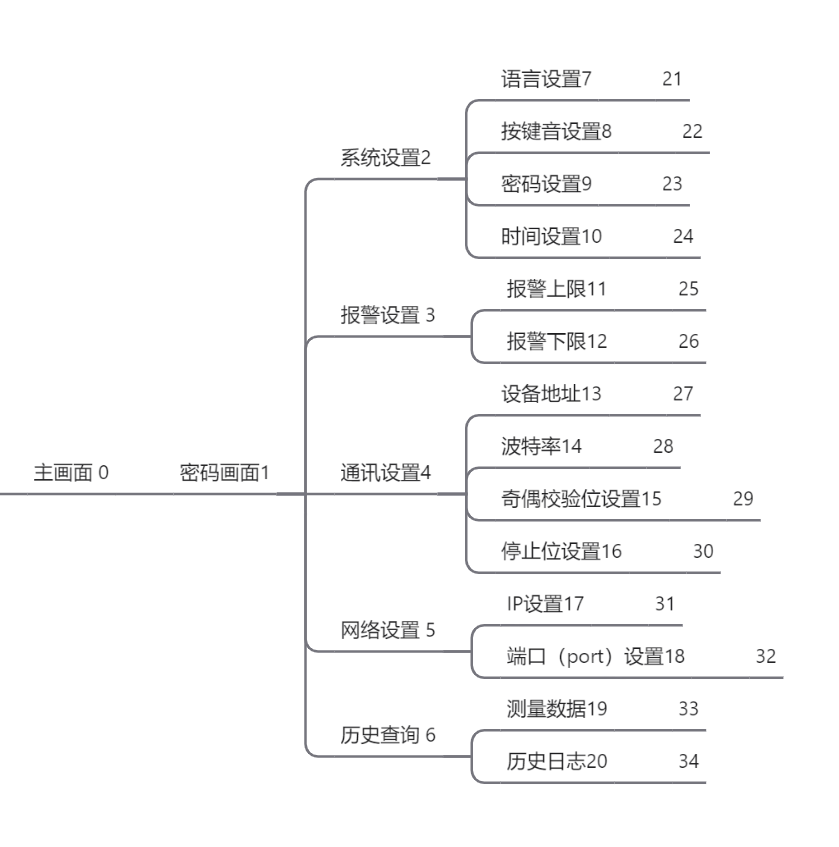 主画面 0
密码画面1
系统设置2
语言设置7 21
按键音设置8 22
密码设置9 23
时间设置10 24
报警设置 3
报警上限11 25
报警下限12 26
通讯设置4
设备地址13 27
波特率14 28
奇偶校验位设置15 29
停止位设置16 30
网络设置 5
IP设置17 31
端口（port）设置18 32
历史查询 6
测量数据19 33
历史日志20 34